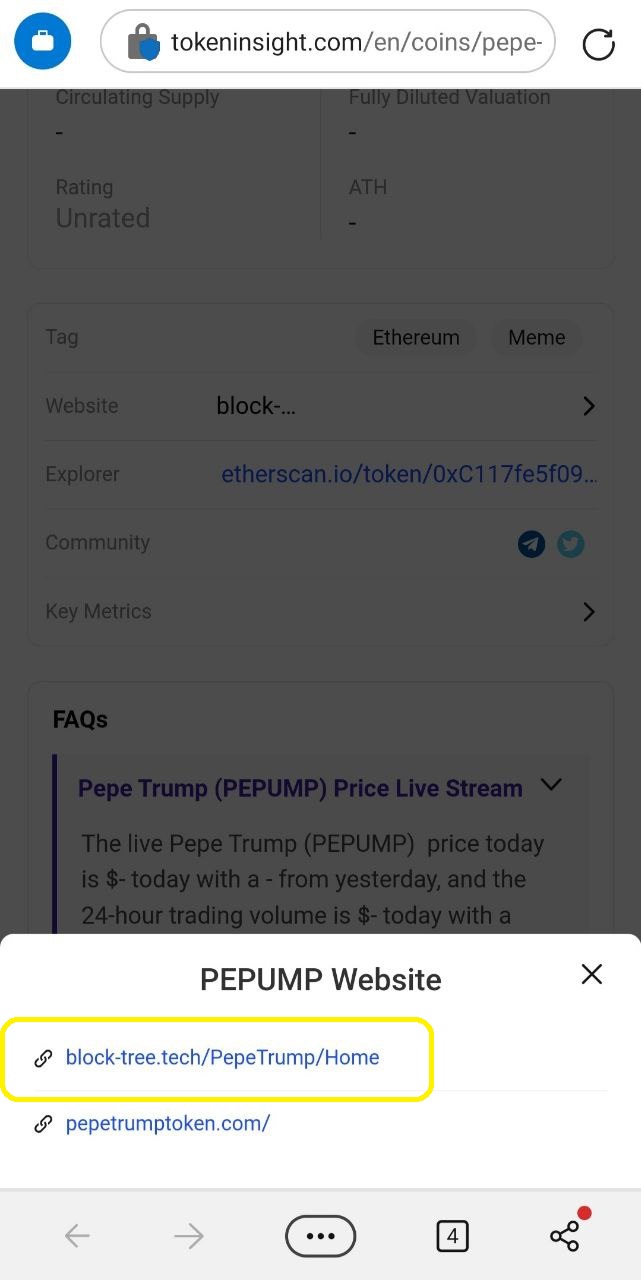 tokeninsight.com/en/coins/pepe-
Circulating Supply
-
Fully Diluted Valuation
-
Rating
Unrated
ATH
-
Tag
Ethereum
Meme
Website
block-...
Explorer
etherscan.io/token/0xC117fe5f09...
Community
Key Metrics
FAQs
Pepe Trump (PEPUMP) Price Live Stream
The live Pepe Trump (PEPUMP)  price today
is $- today with a - from yesterday, and the
24-hour trading volume is $- today with a
PEPUMP Website
block-tree.tech/PepeTrump/Home
pepetrumptoken.com/
4